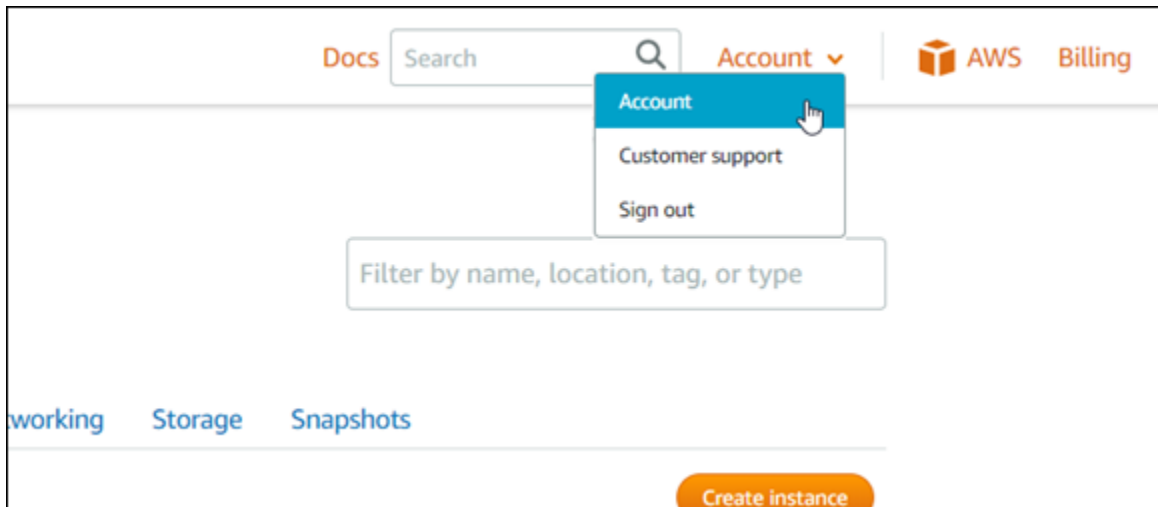 Docs Search Account AWS Billing
Account
Customer support
Sign out
Filter by name, location, tag, or type
Storage Snapshots
Create instance